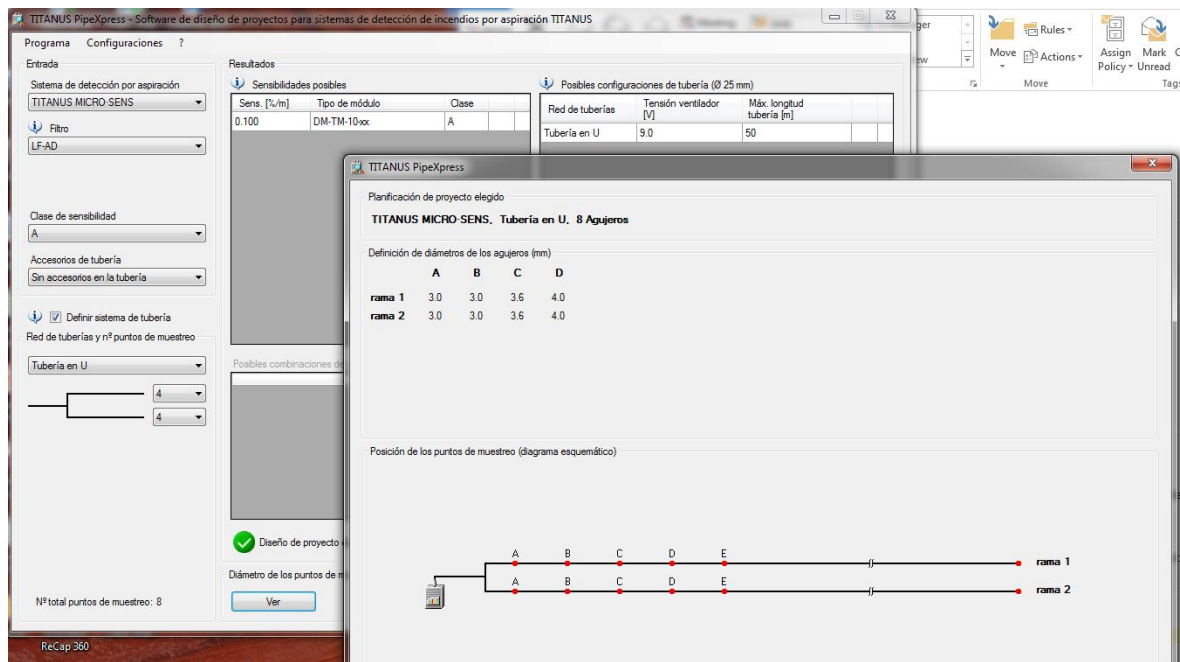 TITANUS PipeXpress - Software de diseño de proyectos para sistemas de detección de incendios por aspiración TITANUS
Programa Configuraciones ?
Entrada
Sistema de detección por aspiración
TITANUS MICRO-SENS
Filtro
LF-AD
Clase de sensibilidad
A
Accesorios de tubería
Sin accesorios en la tubería
Definir sistema de tubería
Red de tuberías y nº puntos de muestreo
Tubería en U
4
4
Nº total puntos de muestreo: 8
Resultados
Sensibilidades posibles
Sens. [%/m] Tipo de módulo Clase
0.100 DM-TM-10-xx A
Posibles configuraciones de tubería (Ø 25 mm)
Red de tuberías Tensión ventilador [V] Máx. longitud tubería [m]
Tubería en U 9.0 50
Posibles combinaciones de
Diseño de proyecto
Diámetro de los puntos de m
Ver
TITANUS PipeXpress
Planificación de proyecto elegido
TITANUS MICRO-SENS, Tubería en U, 8 Agujeros
Definición de diámetros de los agujeros (mm)
A B C D
rama 1 3.0 3.0 3.6 4.0
rama 2 3.0 3.0 3.6 4.0
Posición de los puntos de muestreo (diagrama esquemático)
A B C D E
rama 1
A B C D E
rama 2
Rules
Move
Actions
Move
Assign Policy
Mark Unread
Tags
ReCap 360